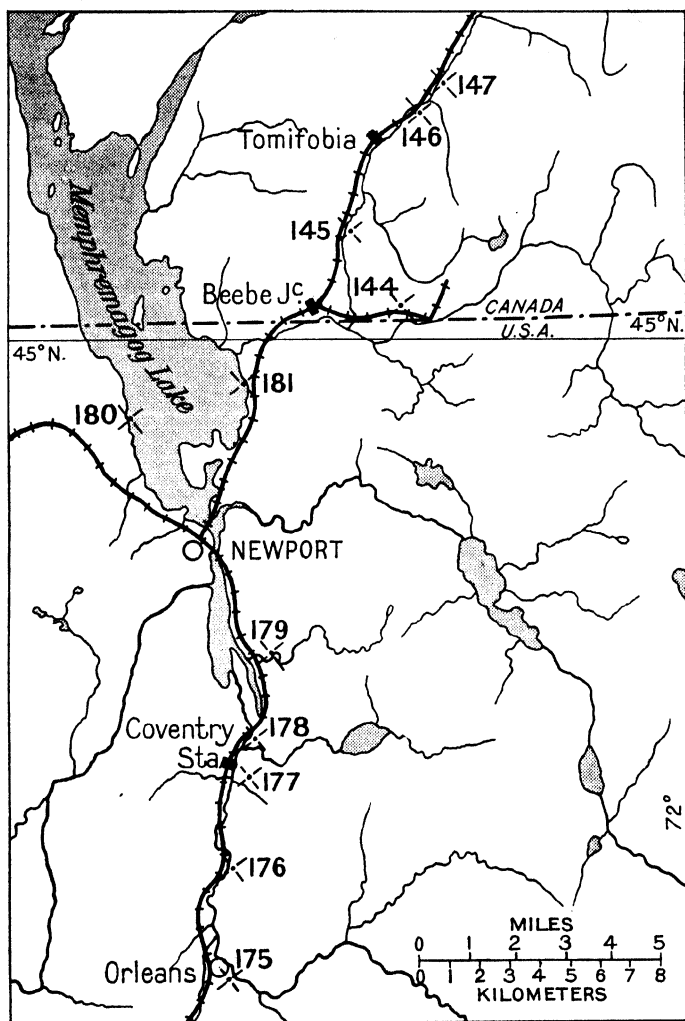 147
146
Tomifobia
Memphremagog Lake
145
Beebe Jc
144
CANADA
U.S.A.
45°N.
45°N.
181
180
NEWPORT
179
178
Coventry
Sta
177
72°
176
MILES
0 1 2 3 4 5
175
Orleans
0 1 2 3 4 5 6 7 8
KILOMETERS